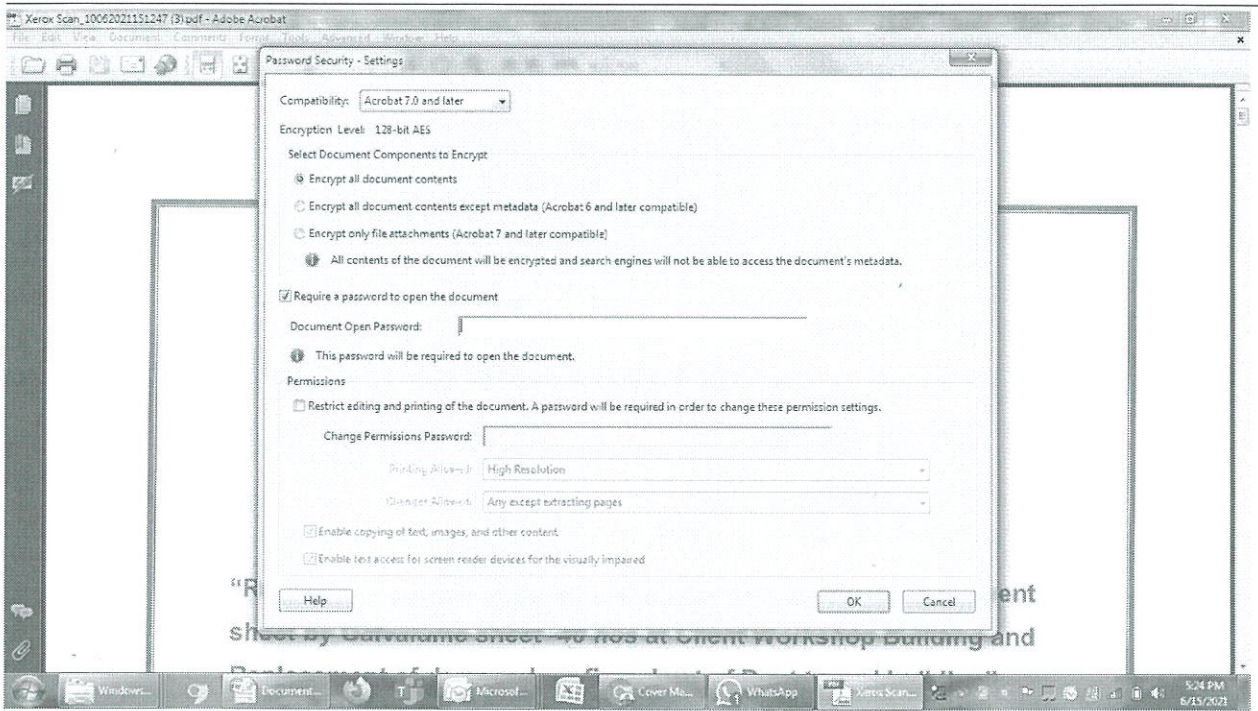 Xerox Scan_10062021151247 (3).pdf - Adobe Acrobat
File Edit View Document Comments Forms Tools Advanced Window Help
Password Security - Settings
Compatibility: Acrobat 7.0 and later
Encryption Level: 128-bit AES
Select Document Components to Encrypt
Encrypt all document contents
Encrypt all document contents except metadata (Acrobat 6 and later compatible)
Encrypt only file attachments (Acrobat 7 and later compatible)
All contents of the document will be encrypted and search engines will not be able to access the document's metadata.
Require a password to open the document
Document Open Password:
This password will be required to open the document.
Permissions
Restrict editing and printing of the document. A password will be required in order to change these permission settings.
Change Permissions Password:
Printing Allowed: High Resolution
Changes Allowed: Any except extracting pages
Enable copying of text, images, and other content
Enable text access for screen reader devices for the visually impaired
Help OK Cancel
"R ent
sheet by Galvalume sheet -40 nos at Client Workshop Building and
Windows... Document... Microsof... Cover Ma... WhatsApp Xerox Scan... 5:24 PM
6/15/2021